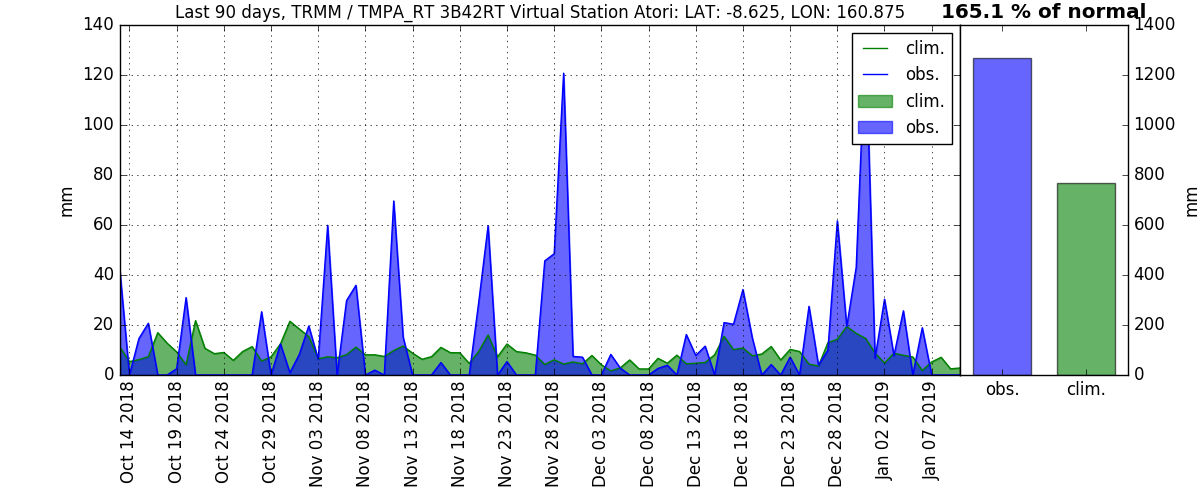 Last 90 days, TRMM / TMPA_RT 3B42RT Virtual Station Atori: LAT: -8.625, LON: 160.875
165.1 % of normal
140
120
100
80
60
40
20
0
mm
clim.
obs.
clim.
obs.
1400
1200
1000
800
600
400
200
0
mm
Oct 14 2018
Oct 19 2018
Oct 24 2018
Oct 29 2018
Nov 03 2018
Nov 08 2018
Nov 13 2018
Nov 18 2018
Nov 23 2018
Nov 28 2018
Dec 03 2018
Dec 08 2018
Dec 13 2018
Dec 18 2018
Dec 23 2018
Dec 28 2018
Jan 02 2019
Jan 07 2019
obs.
clim.